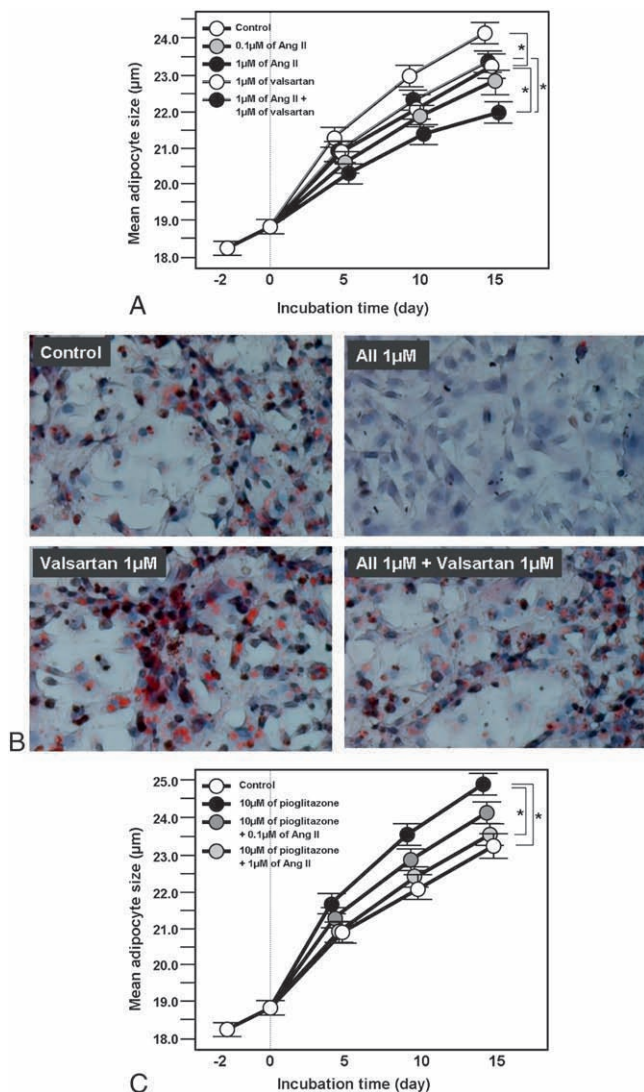 Control
0.1μM of Ang II
1μM of Ang II
1μM of valsartan
1μM of Ang II +
1μM of valsartan
Mean adipocyte size (μm)
24.0
23.0
22.0
21.0
20.0
19.0
18.0
*
*
*
-2 0 5 10 15
Incubation time (day)
A
Control
AII 1μM
Valsartan 1μM
AII 1μM + Valsartan 1μM
B
Control
10μM of pioglitazone
10μM of pioglitazone
+ 0.1μM of Ang II
10μM of pioglitazone
+ 1μM of Ang II
Mean adipocyte size (μm)
25.0
24.0
23.0
22.0
21.0
20.0
19.0
18.0
*
*
-2 0 5 10 15
Incubation time (day)
C